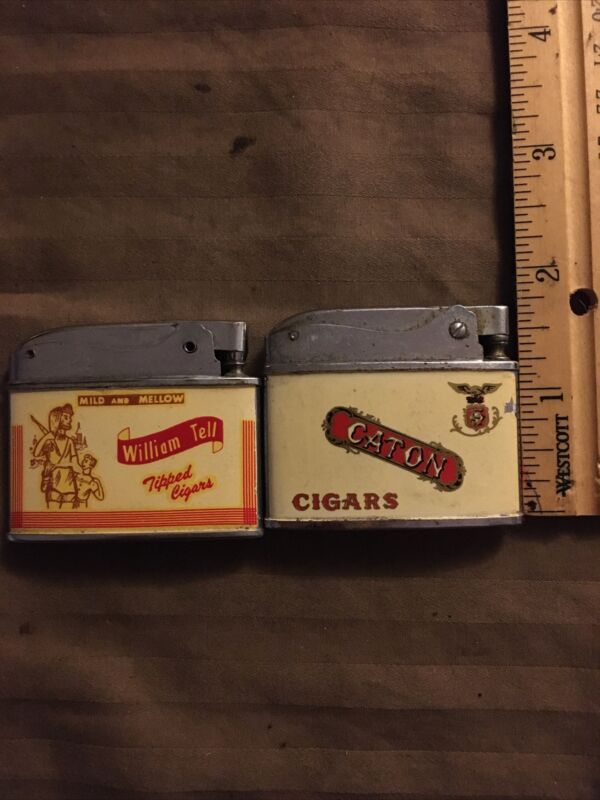 MILD AND MELLOW
William Tell
Tipped
Cigars
CATON
CIGARS
S
4
3
2
1
WESTCOTT